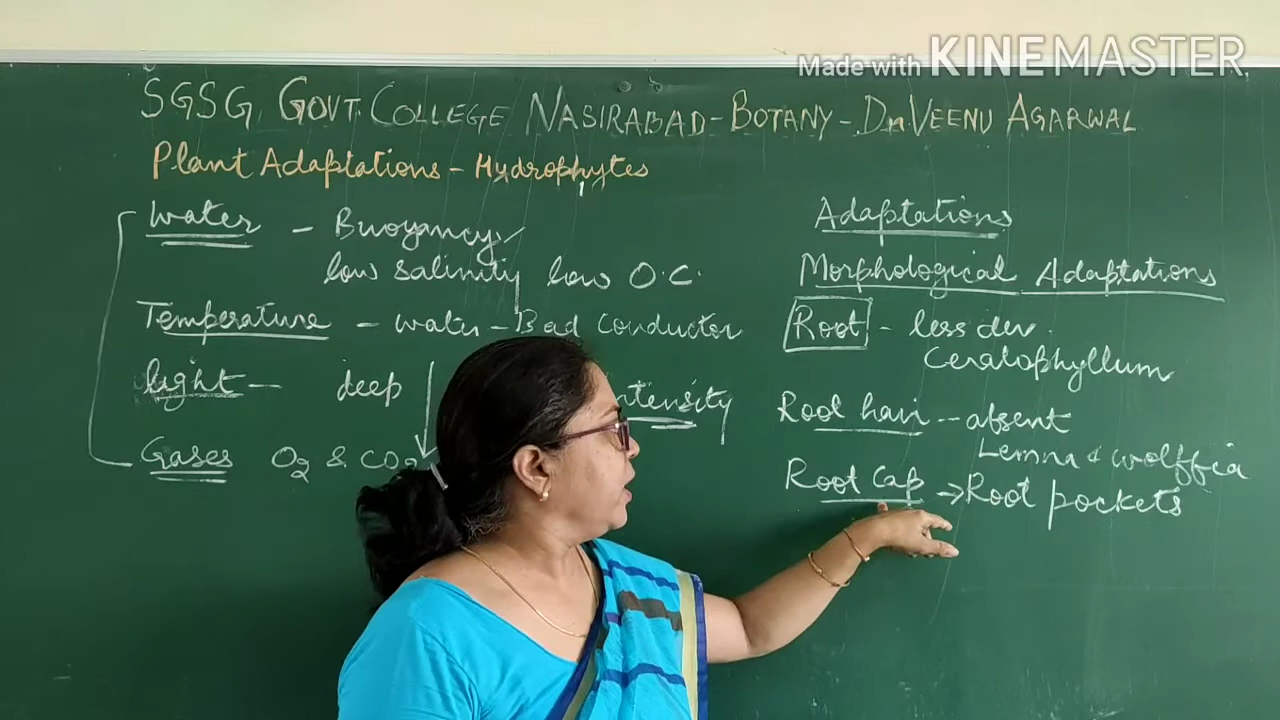 Made with KINEMASTER
SGSG GOVT. COLLEGE NASIRABAD - BOTANY - Dr. VEENU AGARWAL
Plant Adaptations - Hydrophytes
Water - Buoyancy
low salinity low O.C.
Temperature - water - Bad conductor
light - deep ↓ ntensity
Gases O2 & CO2
Adaptations
Morphological Adaptations
Root - less dev.
Ceratophyllum
Root hair - absent
Lemna & wolffia
Root cap → Root pockets